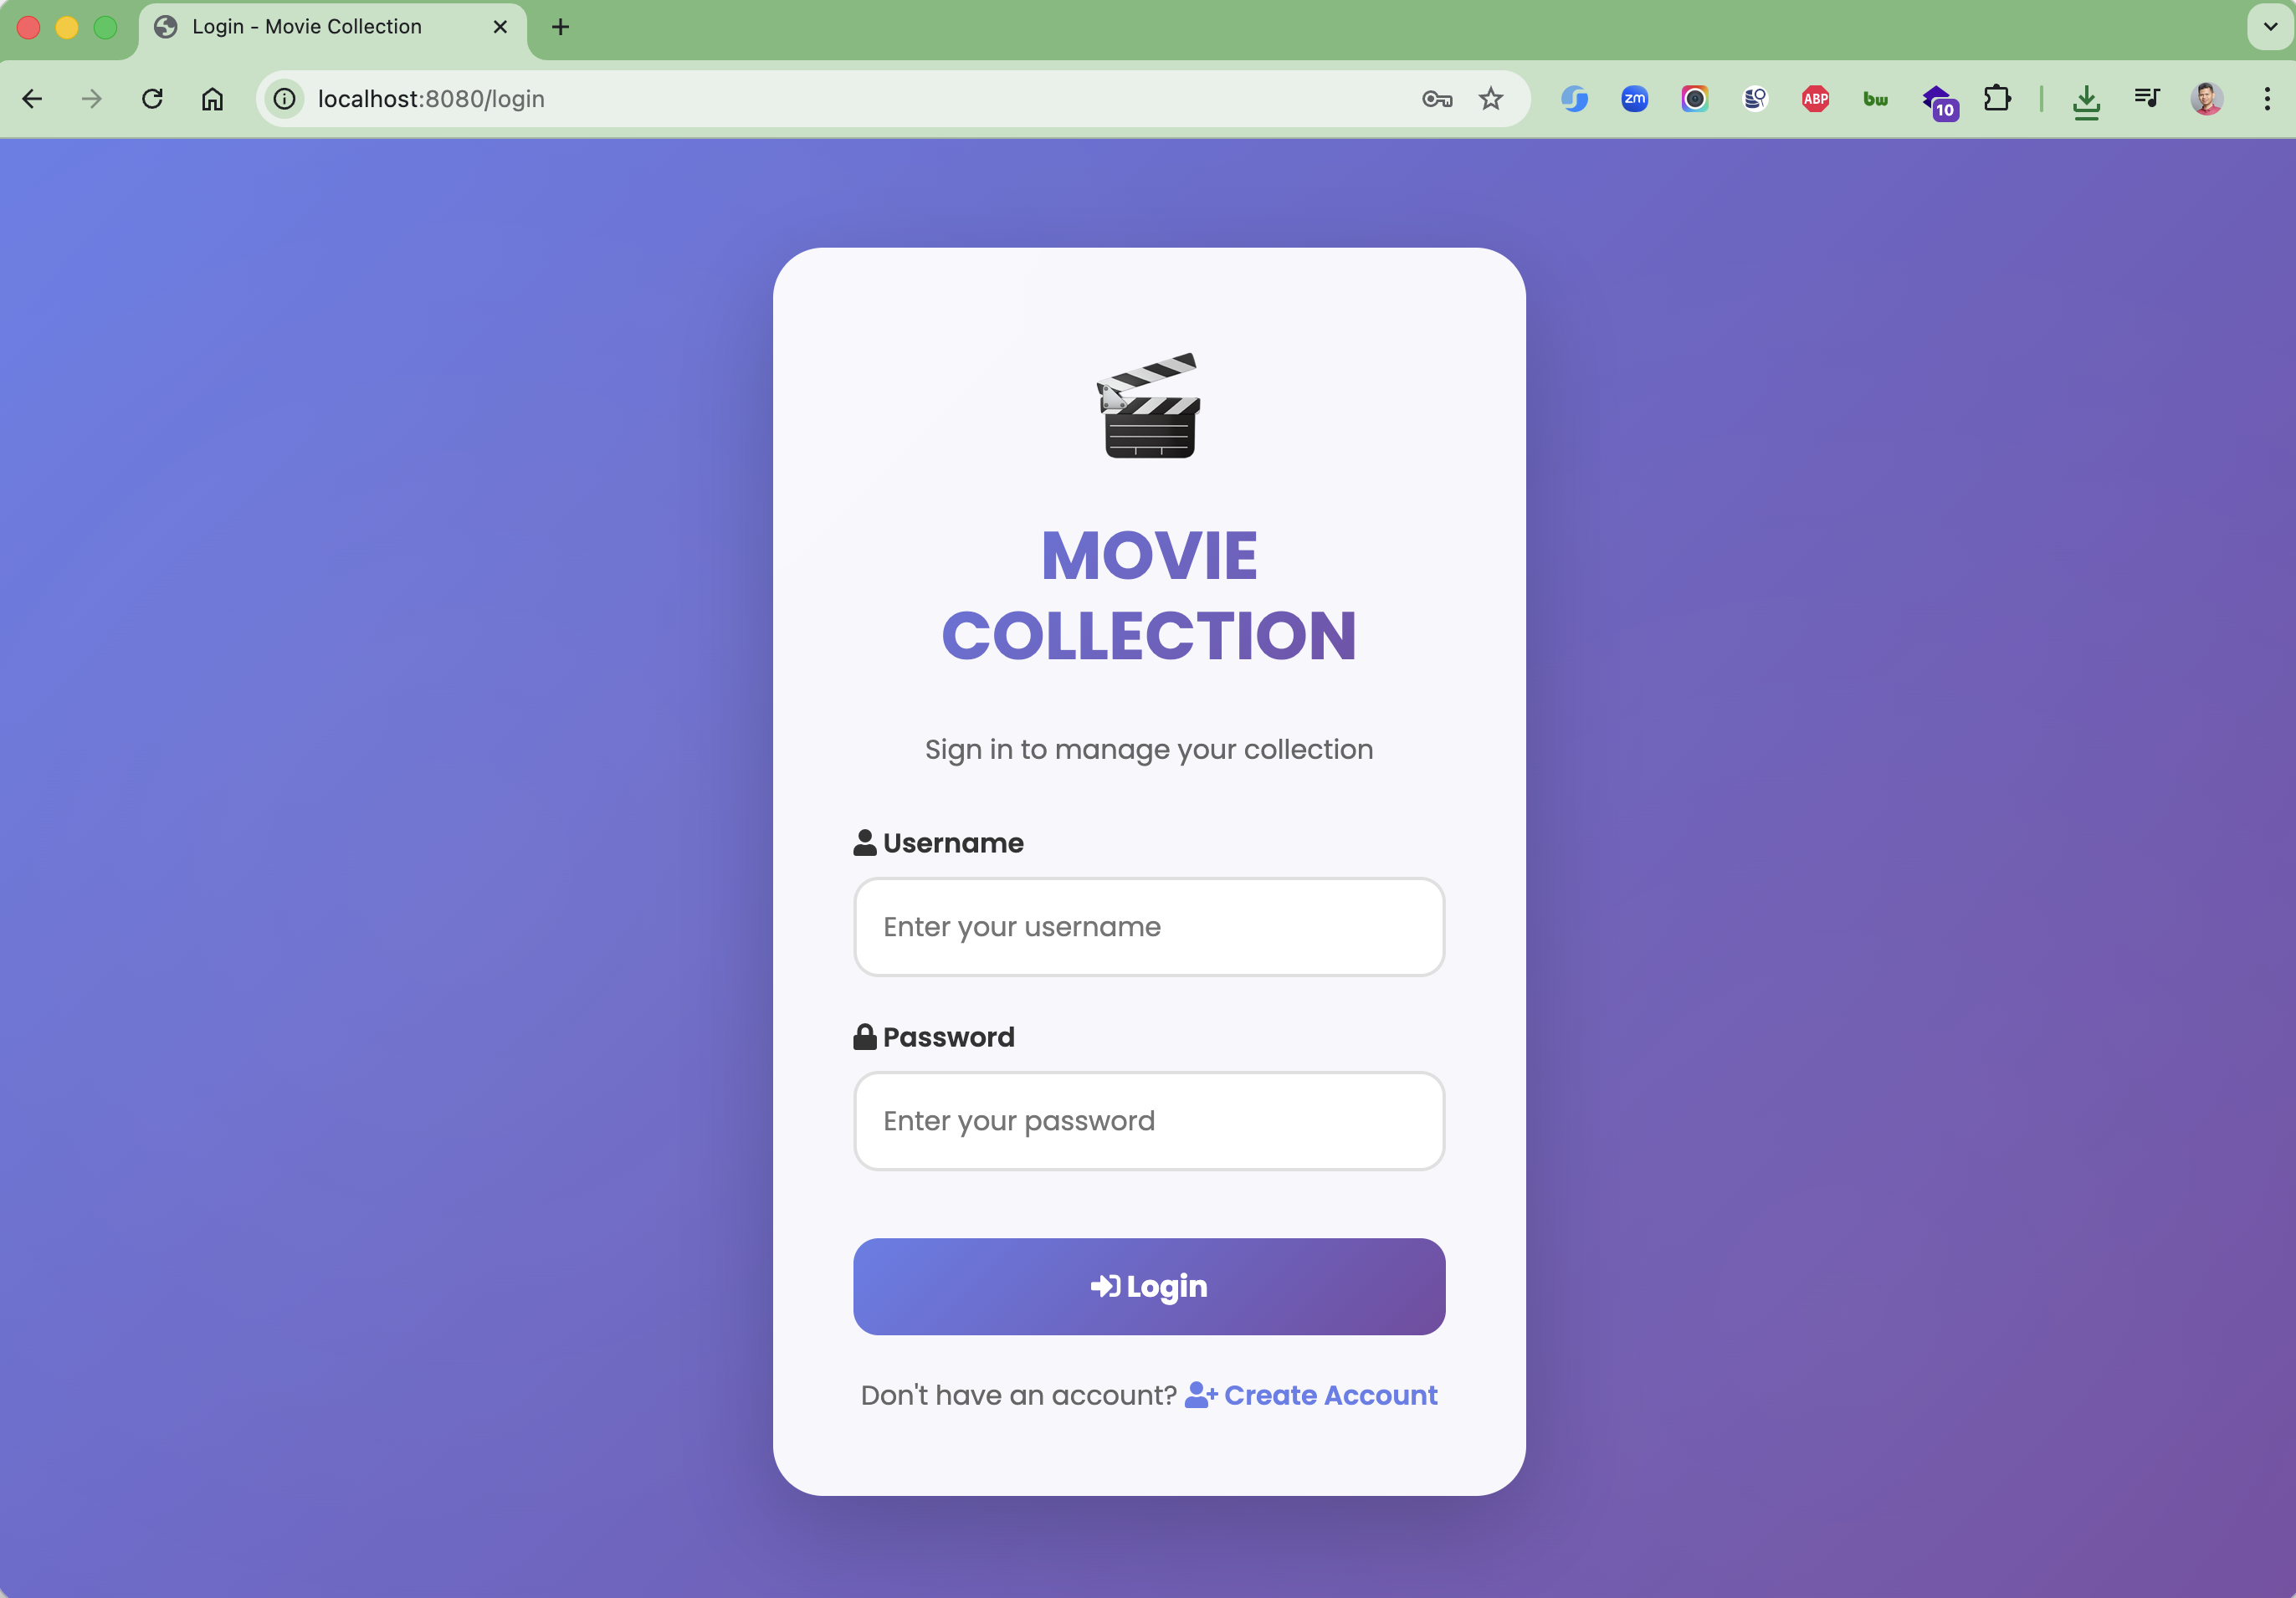 Login - Movie Collection
localhost:8080/login
zm
ABP
bw
10
MOVIE
COLLECTION
Sign in to manage your collection
Username
Enter your username
Password
Enter your password
Login
Don't have an account? Create Account